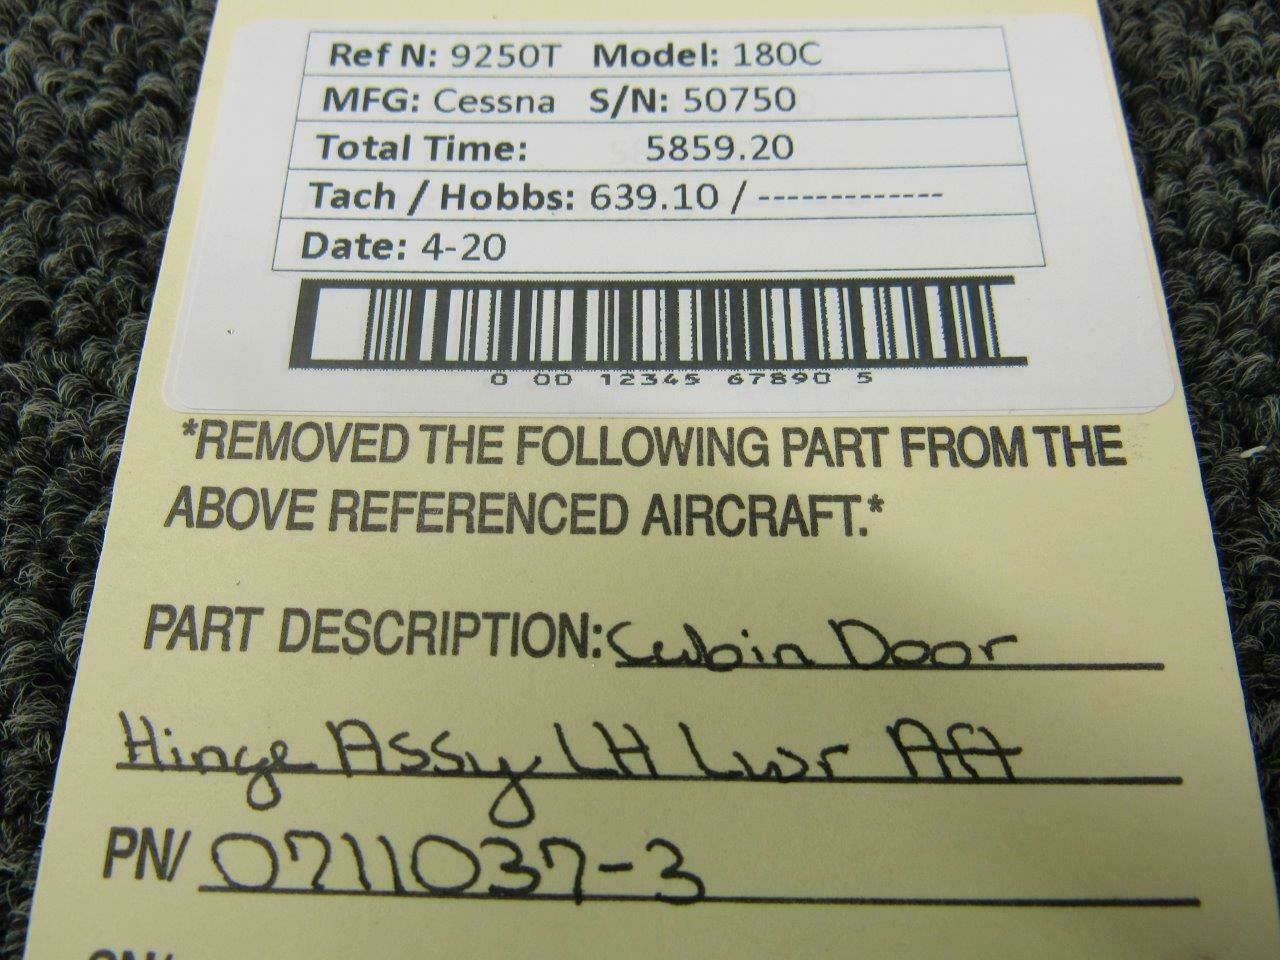 Ref N: 9250T Model: 180C
MFG: Cessna S/N: 50750
Total Time: 5859.20
Tach / Hobbs: 639.10 / -------------
Date: 4-20
0 00 12345 67890 5
*REMOVED THE FOLLOWING PART FROM THE
ABOVE REFERENCED AIRCRAFT.*
PART DESCRIPTION: Cabin Door
Hinge Assy LH Lwr Aft
PN/ 0711037-3